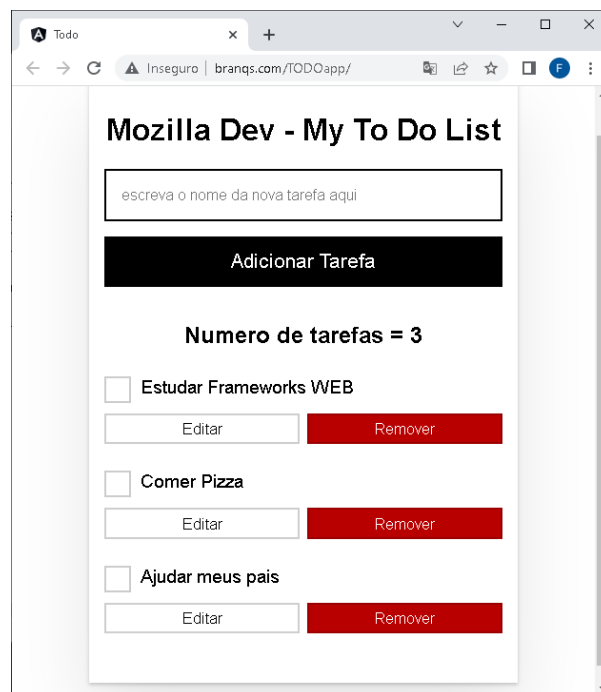 Todo
Inseguro | branqs.com/TODOapp/
F
Mozilla Dev - My To Do List
escreva o nome da nova tarefa aqui
Adicionar Tarefa
Numero de tarefas = 3
Estudar Frameworks WEB
Editar Remover
Comer Pizza
Editar Remover
Ajudar meus pais
Editar Remover